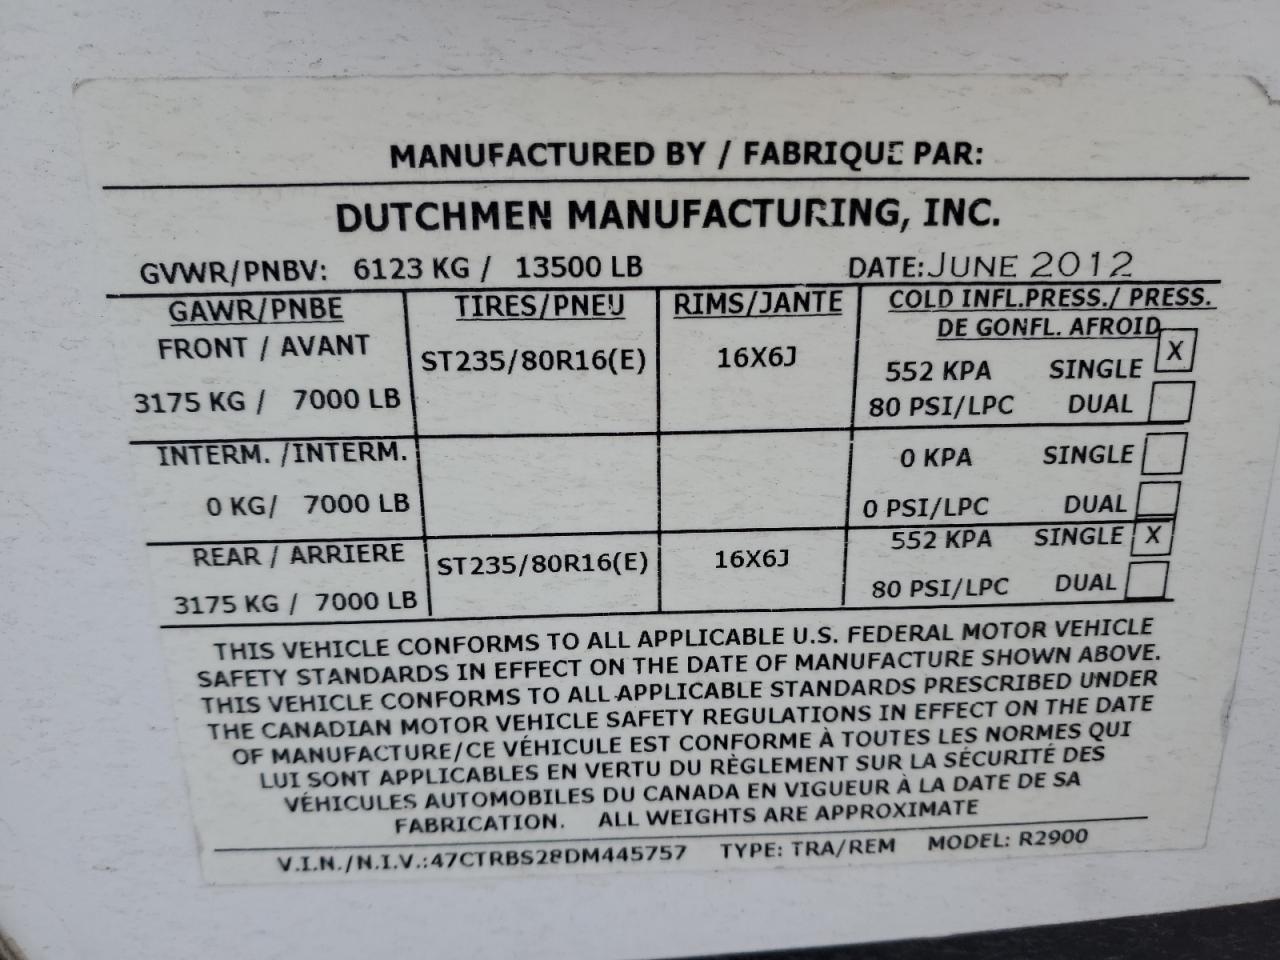 MANUFACTURED BY / FABRIQUE PAR:
DUTCHMEN MANUFACTURING, INC.
GVWR/PNBV: 6123 KG / 13500 LB DATE: JUNE 2012
GAWR/PNBE TIRES/PNEU RIMS/JANTE COLD INFL.PRESS./ PRESS.
DE GONFL. AFROID
FRONT / AVANT ST235/80R16(E) 16X6J 552 KPA SINGLE X
3175 KG / 7000 LB 80 PSI/LPC DUAL
INTERM. /INTERM. 0 KPA SINGLE
0 KG/ 7000 LB 0 PSI/LPC DUAL
REAR / ARRIERE ST235/80R16(E) 16X6J 552 KPA SINGLE X
3175 KG / 7000 LB 80 PSI/LPC DUAL
THIS VEHICLE CONFORMS TO ALL APPLICABLE U.S. FEDERAL MOTOR VEHICLE
SAFETY STANDARDS IN EFFECT ON THE DATE OF MANUFACTURE SHOWN ABOVE.
THIS VEHICLE CONFORMS TO ALL APPLICABLE STANDARDS PRESCRIBED UNDER
THE CANADIAN MOTOR VEHICLE SAFETY REGULATIONS IN EFFECT ON THE DATE
OF MANUFACTURE/CE VÉHICULE EST CONFORME À TOUTES LES NORMES QUI
LUI SONT APPLICABLES EN VERTU DU RÈGLEMENT SUR LA SÉCURITÉ DES
VÉHICULES AUTOMOBILES DU CANADA EN VIGUEUR À LA DATE DE SA
FABRICATION. ALL WEIGHTS ARE APPROXIMATE
V.I.N./N.I.V.: TYPE: TRA/REM MODEL: R2900